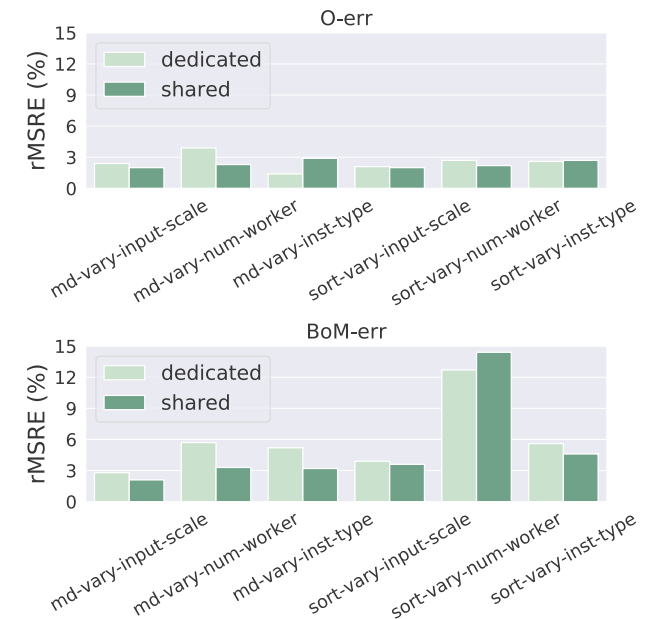 O-err
rMSRE (%)
15
12
9
6
3
0
dedicated
shared
md-vary-input-scale
md-vary-num-worker
md-vary-inst-type
sort-vary-input-scale
sort-vary-num-worker
sort-vary-inst-type
BoM-err
rMSRE (%)
15
12
9
6
3
0
dedicated
shared
md-vary-input-scale
md-vary-num-worker
md-vary-inst-type
sort-vary-input-scale
sort-vary-num-worker
sort-vary-inst-type